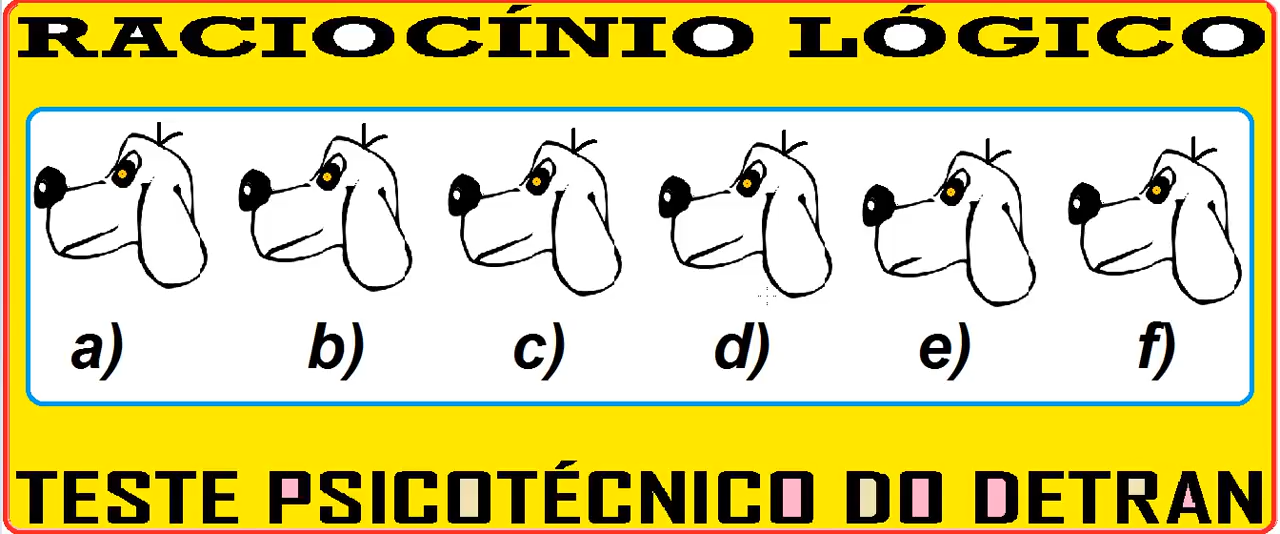 RACIOCÍNIO LÓGICO
a) b) c) d) e) f)
TESTE PSICOTÉCNICO DO DETRAN